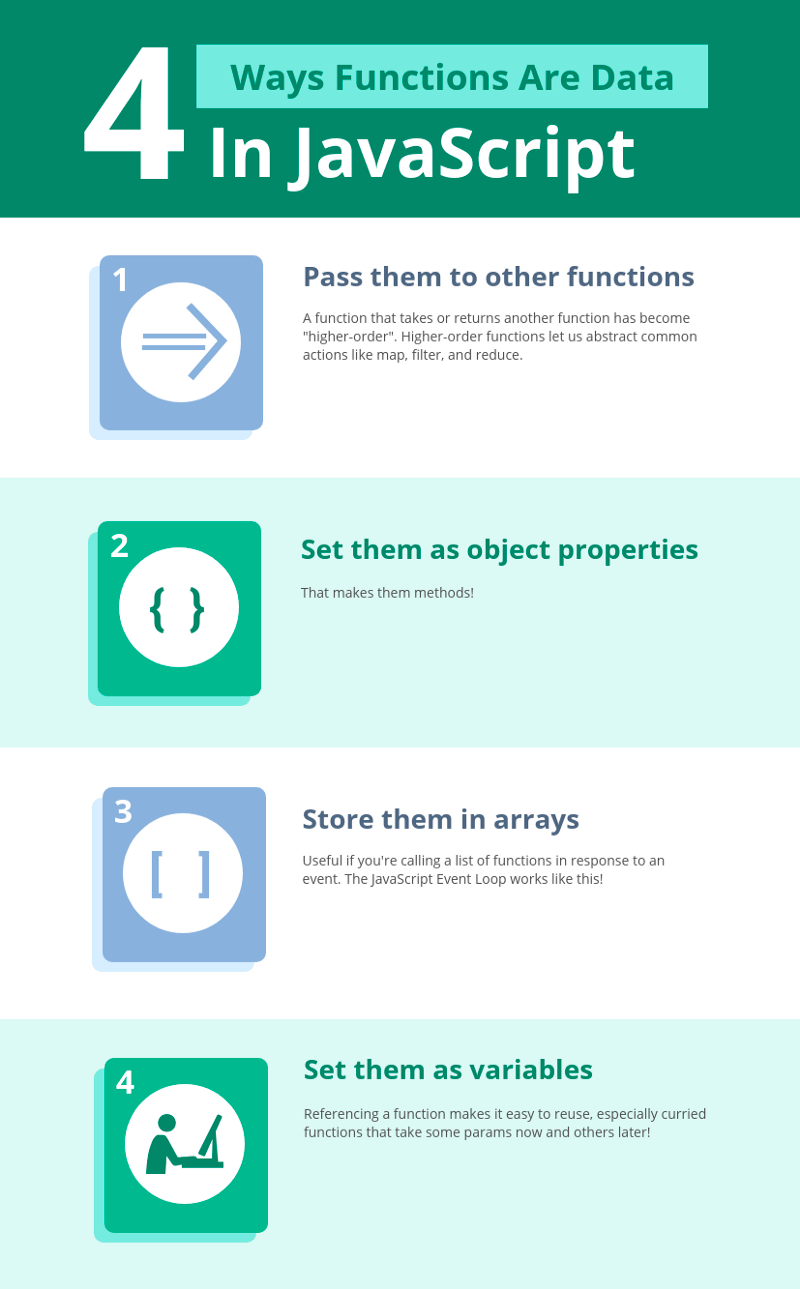 4
Ways Functions Are Data
In JavaScript
1
Pass them to other functions
A function that takes or returns another function has become
"higher-order". Higher-order functions let us abstract common
actions like map, filter, and reduce.
2
{ }
Set them as object properties
That makes them methods!
3
[ ]
Store them in arrays
Useful if you're calling a list of functions in response to an
event. The JavaScript Event Loop works like this!
4
Set them as variables
Referencing a function makes it easy to reuse, especially curried
functions that take some params now and others later!